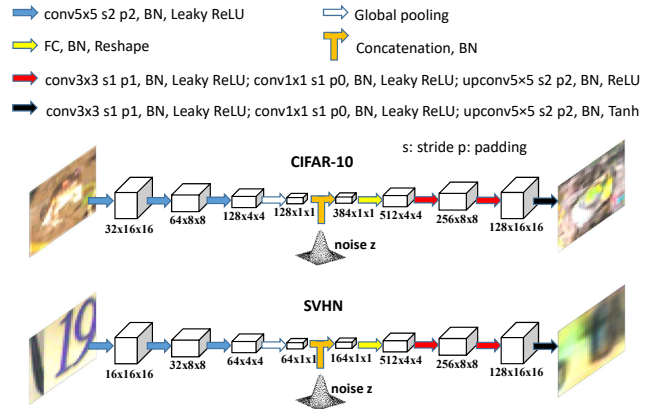 conv5x5 s2 p2, BN, Leaky ReLU
Global pooling
FC, BN, Reshape
Concatenation, BN
conv3x3 s1 p1, BN, Leaky ReLU; conv1x1 s1 p0, BN, Leaky ReLU; upconv5×5 s2 p2, BN, ReLU
conv3x3 s1 p1, BN, Leaky ReLU; conv1x1 s1 p0, BN, Leaky ReLU; upconv5×5 s2 p2, BN, Tanh
s: stride p: padding
CIFAR-10
32x16x16
64x8x8
128x4x4
128x1x1
384x1x1
512x4x4
256x8x8
128x16x16
noise z
SVHN
19
16x16x16
32x8x8
64x4x4
64x1x1
164x1x1
512x4x4
256x8x8
128x16x16
noise z